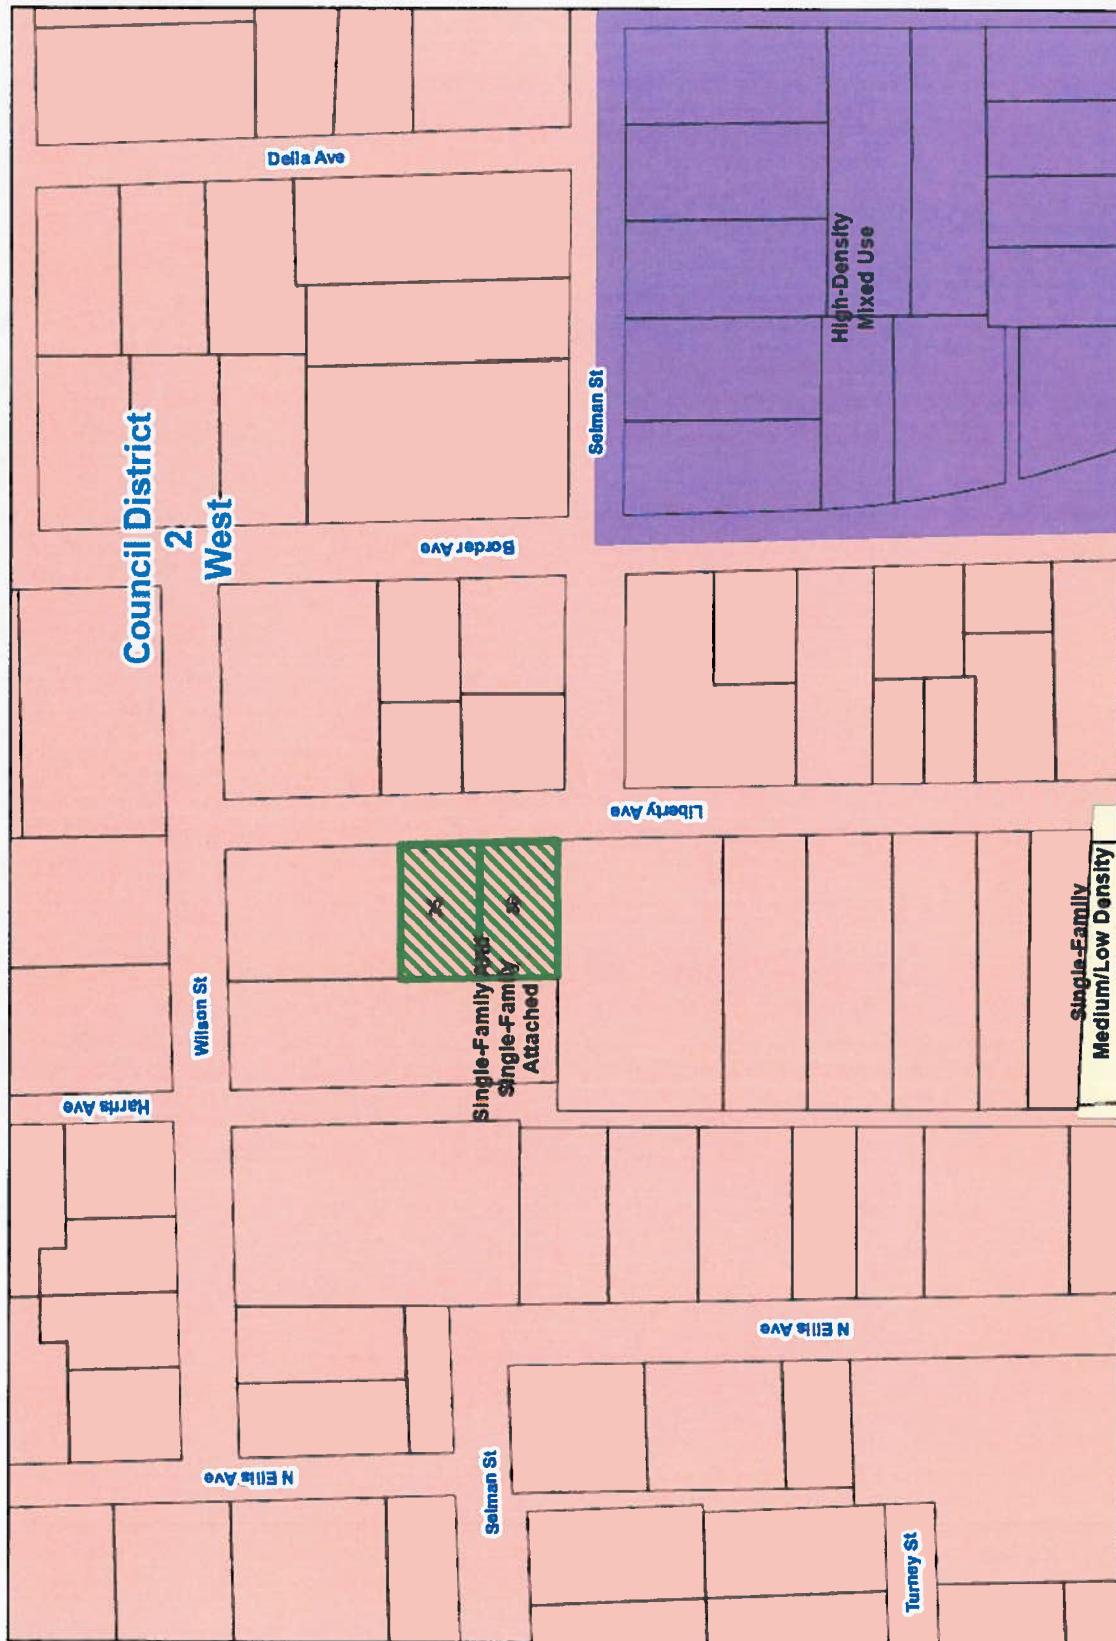 Della Ave
Council District
2
West
High-Density
Mixed Use
Selman St
Border Ave
Liberty Ave
Single-Family
Single-Family
Attached
Single-Family
Medium/Low Density
Wilson St
Harris Ave
N Ellis Ave
N Ellis Ave
Selman St
Turney St